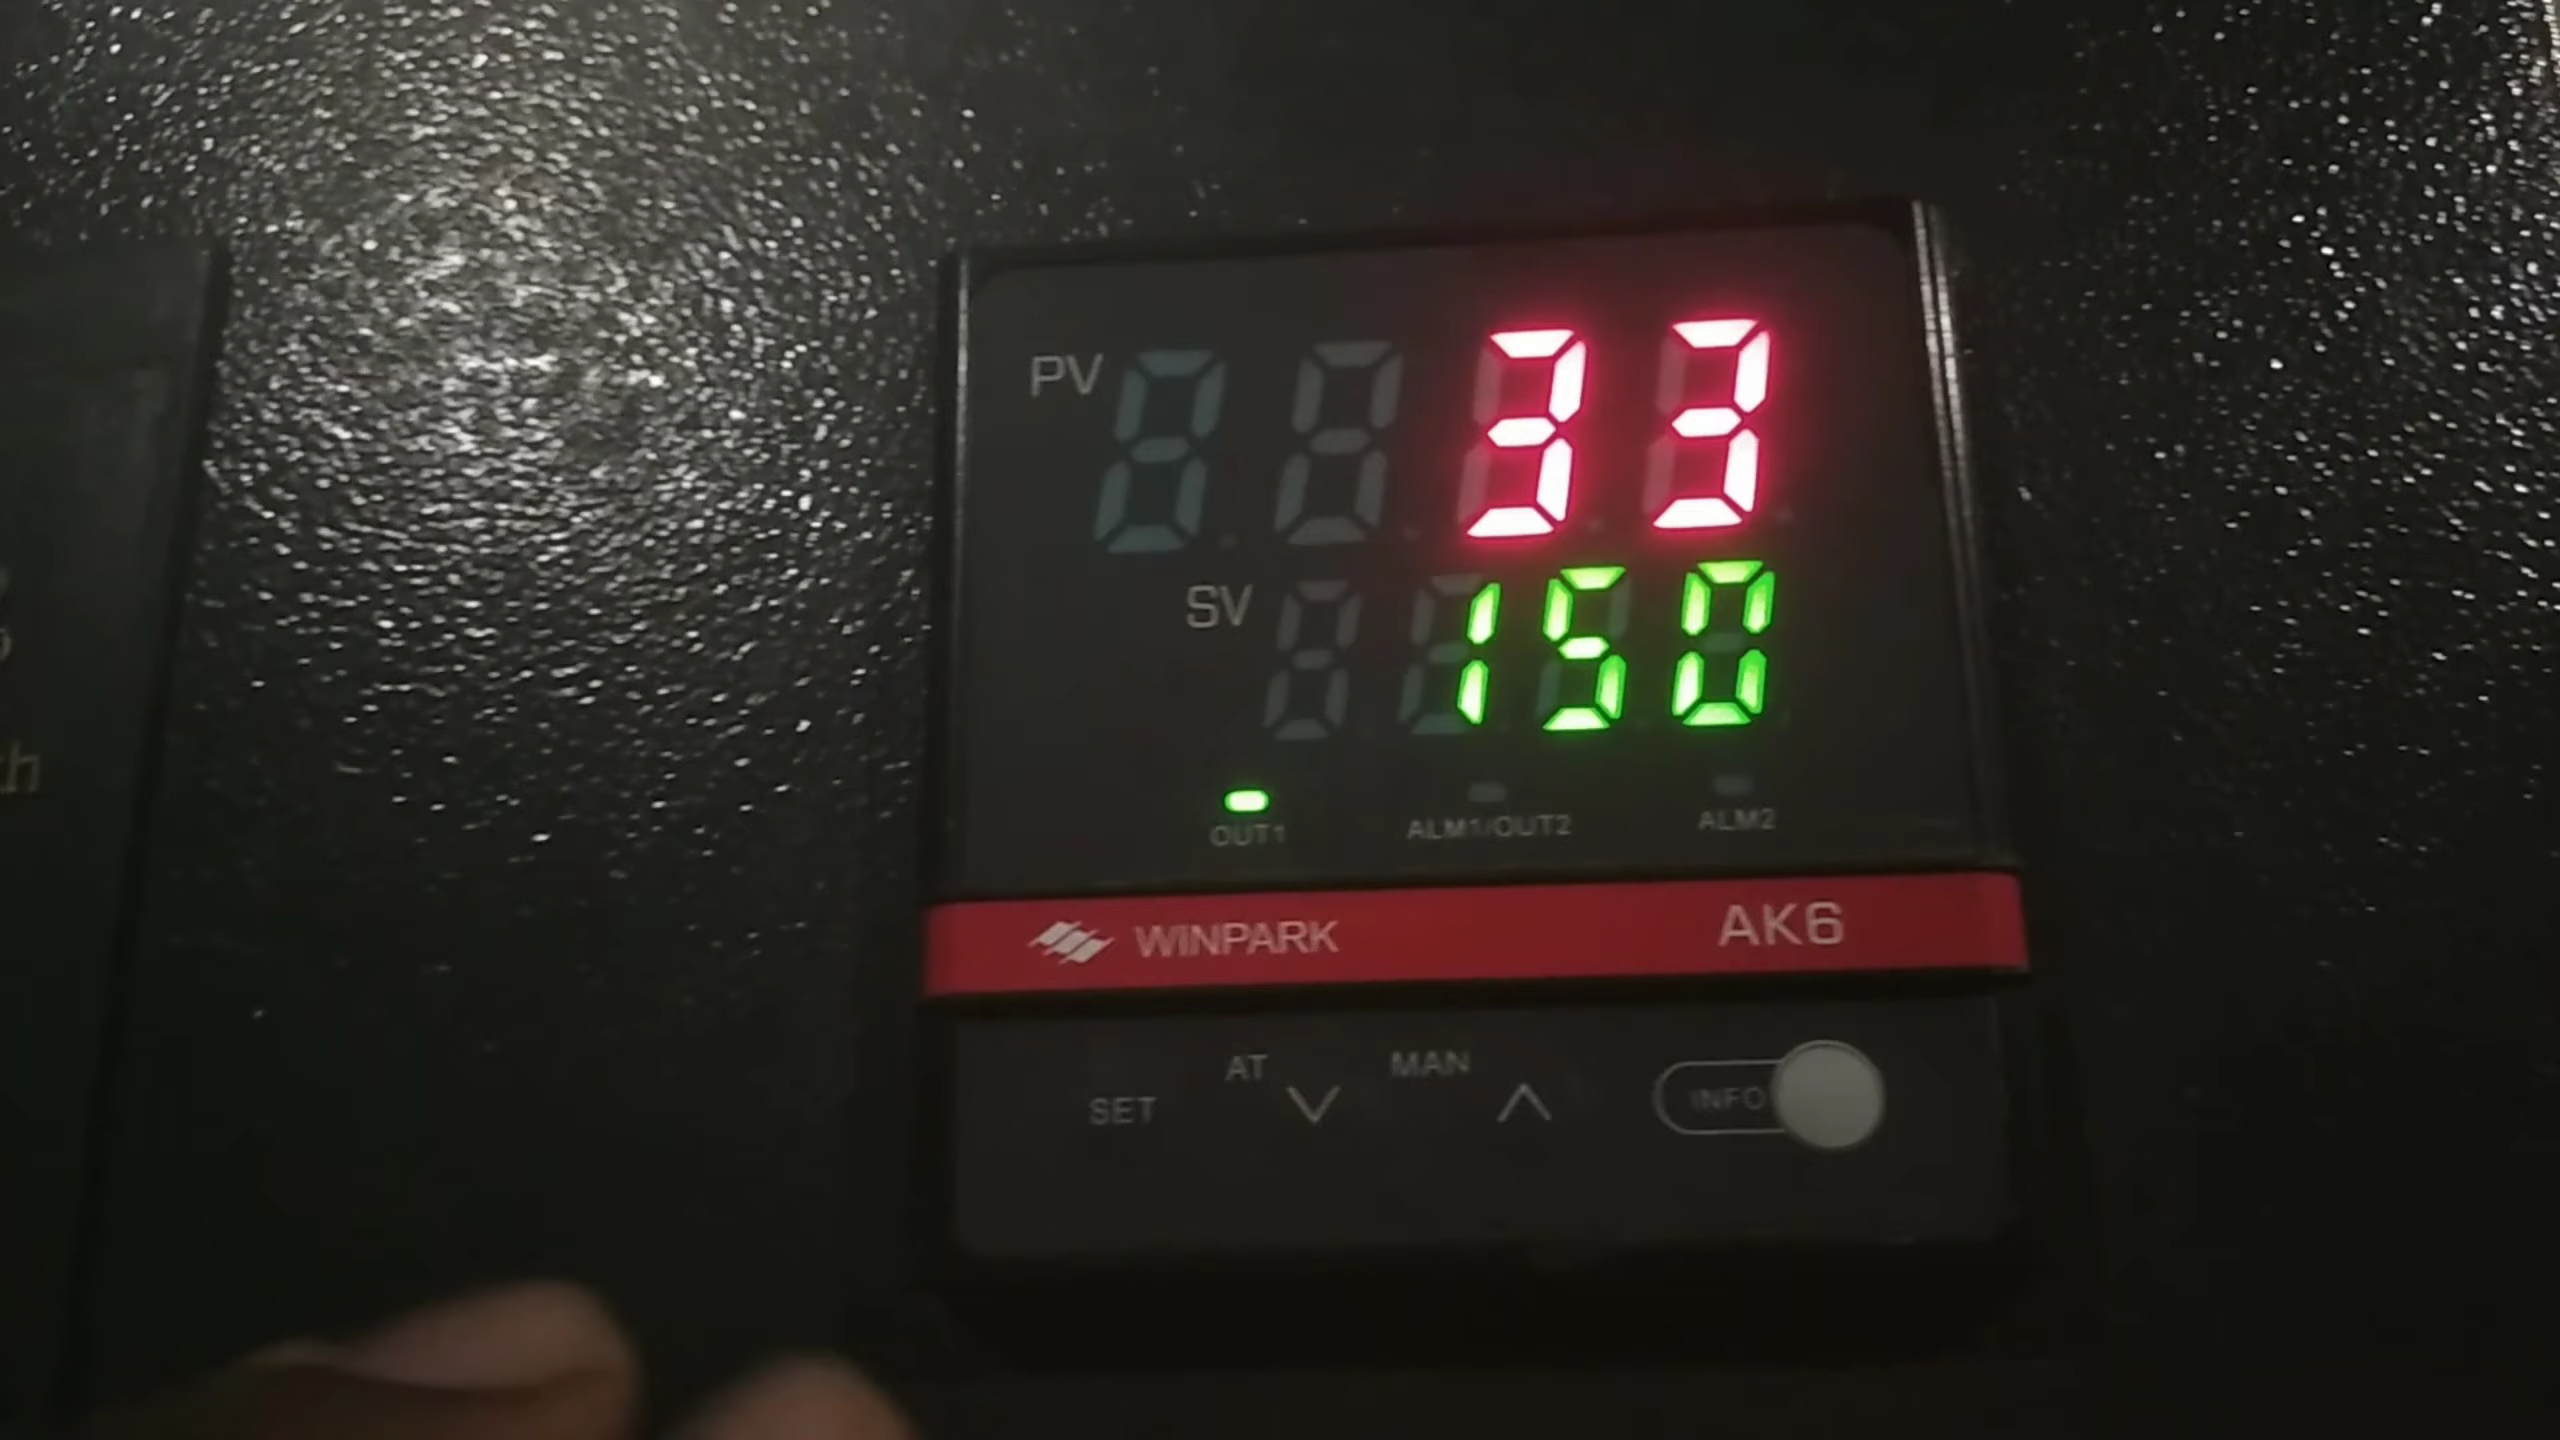 PV 33
SV 150
OUT1 ALM1/OUT2 ALM2
WINPARK AK6
AT MAN
SET INFO